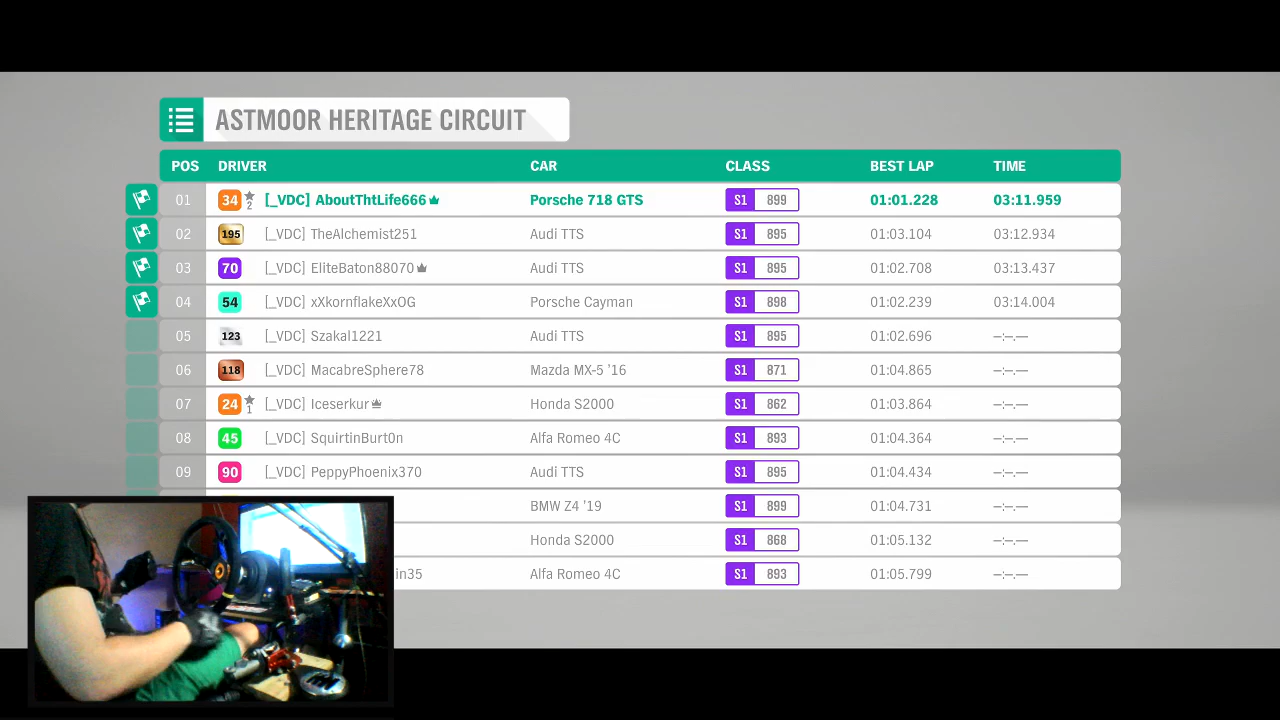 ASTMOOR HERITAGE CIRCUIT
POS DRIVER CAR CLASS BEST LAP TIME
01 34 2 [_VDC] AboutThtLife666 Porsche 718 GTS S1 899 01:01.228 03:11.959
02 195 [_VDC] TheAlchemist251 Audi TTS S1 895 01:03.104 03:12.934
03 70 [_VDC] EliteBaton88070 Audi TTS S1 895 01:02.708 03:13.437
04 54 [_VDC] xXkornflakeXxOG Porsche Cayman S1 898 01:02.239 03:14.004
05 123 [_VDC] Szakal1221 Audi TTS S1 895 01:02.696 --:--.---
06 118 [_VDC] MacabreSphere78 Mazda MX-5 '16 S1 871 01:04.865 --:--.---
07 24 1 [_VDC] Iceserkur Honda S2000 S1 862 01:03.864 --:--.---
08 45 [_VDC] SquirtinBurt0n Alfa Romeo 4C S1 893 01:04.364 --:--.---
09 90 [_VDC] PeppyPhoenix370 Audi TTS S1 895 01:04.434 --:--.---
BMW Z4 '19 S1 899 01:04.731 --:--.---
Honda S2000 S1 868 01:05.132 --:--.---
in35 Alfa Romeo 4C S1 893 01:05.799 --:--.---